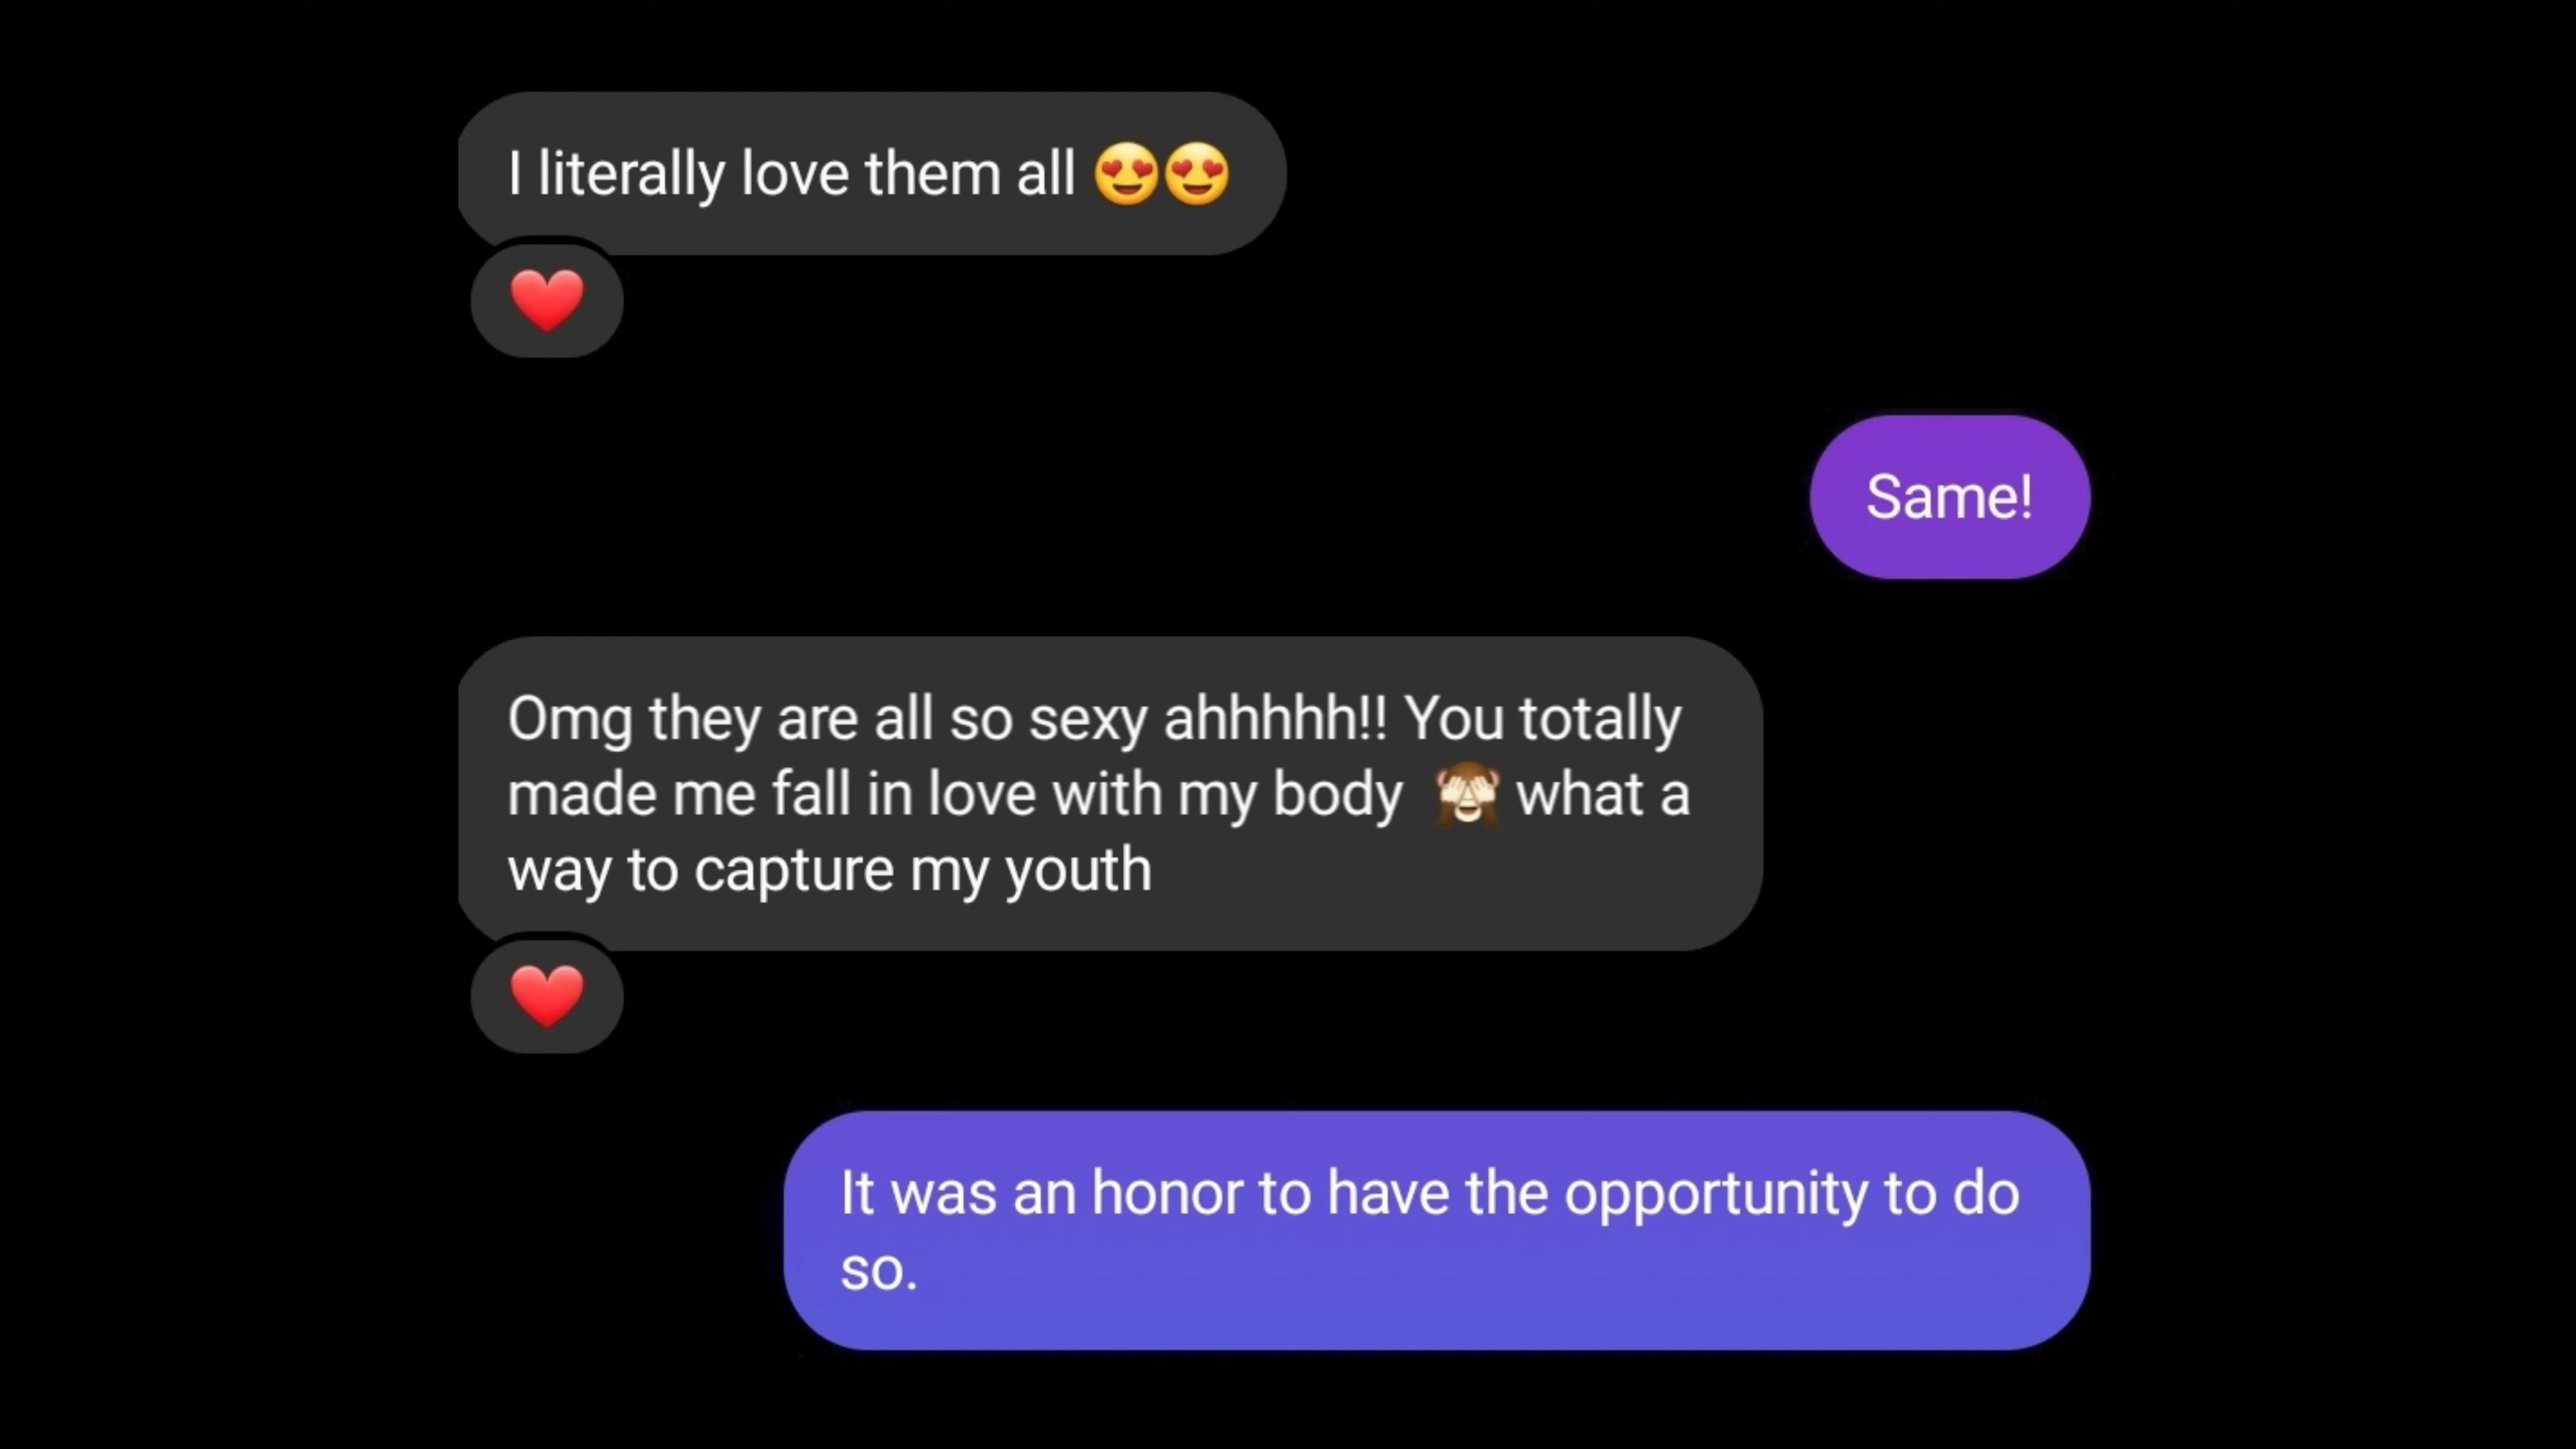 I literally love them all 😍😍
❤️
Same!
Omg they are all so sexy ahhhhh!! You totally
made me fall in love with my body 🙈 what a
way to capture my youth
❤️
It was an honor to have the opportunity to do
so.